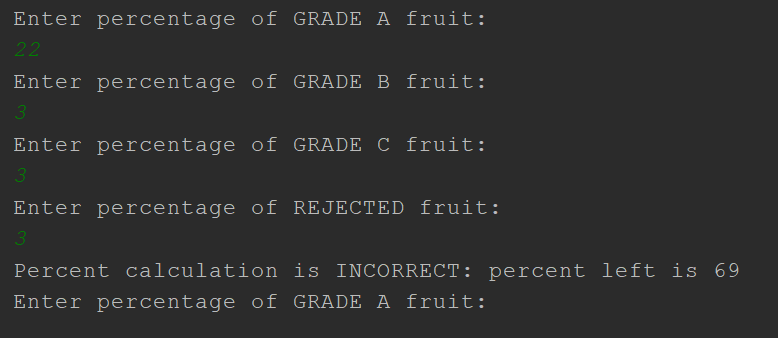 Enter percentage of GRADE A fruit:
22
Enter percentage of GRADE B fruit:
3
Enter percentage of GRADE C fruit:
3
Enter percentage of REJECTED fruit:
3
Percent calculation is INCORRECT: percent left is 69
Enter percentage of GRADE A fruit: